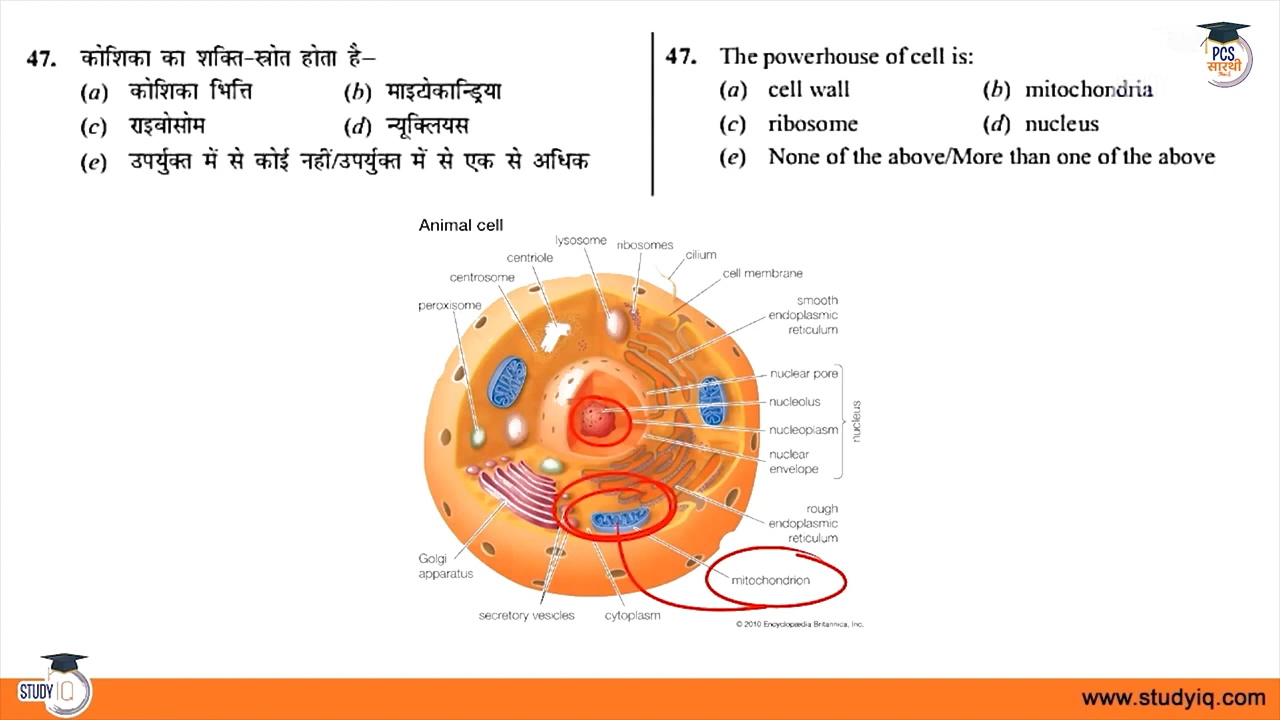 47. कोशिका का शक्ति-स्रोत होता है–
(a) कोशिका भित्ति (b) माइटोकान्ड्रिया
(c) राइवोसोम (d) न्यूक्लियस
(e) उपर्युक्त में से कोई नहीं/उपर्युक्त में से एक से अधिक
47. The powerhouse of cell is:
(a) cell wall (b) mitochondria
(c) ribosome (d) nucleus
(e) None of the above/More than one of the above
PCS
सारथी
Animal cell
lysosome
ribosomes
centriole
cilium
centrosome
cell membrane
peroxisome
smooth
endoplasmic
reticulum
nuclear pore
nucleolus
nucleoplasm
nuclear
envelope
nucleus
rough
endoplasmic
reticulum
Golgi
apparatus
mitochondrion
secretory vesicles
cytoplasm
© 2010 Encyclopædia Britannica, Inc.
STUDY IQ
www.studyiq.com